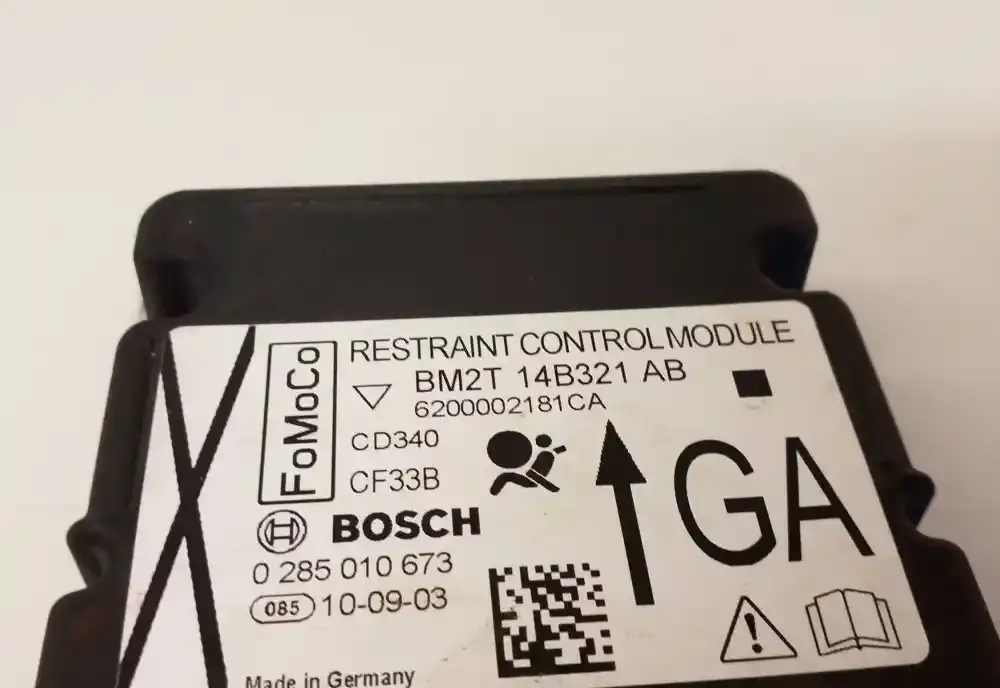 FoMoCo
RESTRAINT CONTROL MODULE
BM2T 14B321 AB
6200002181CA
CD340
CF33B
GA
BOSCH
0 285 010 673
085 10-09-03
Made in Germany